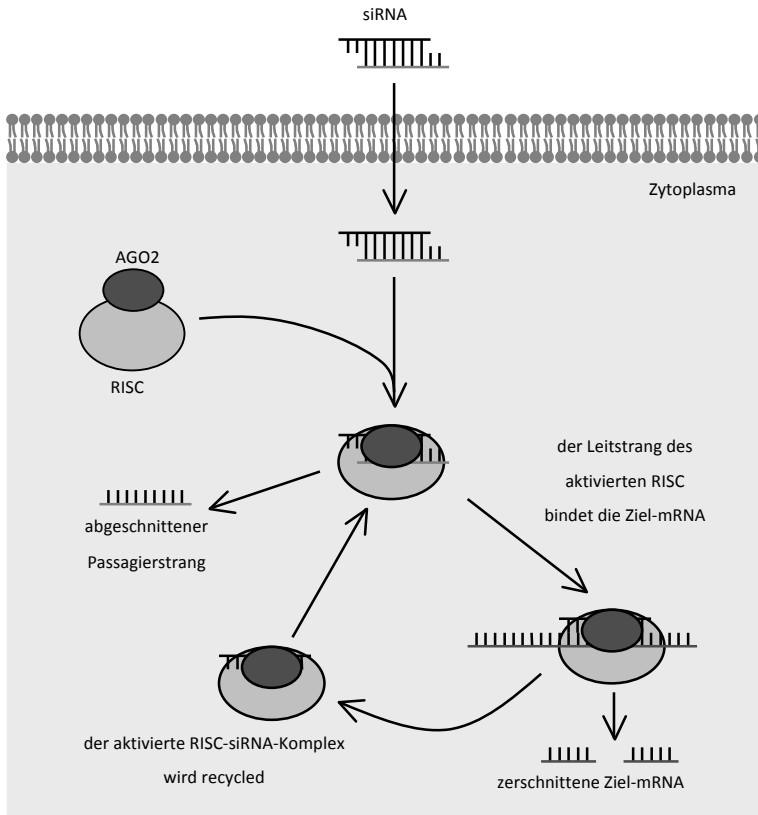 siRNA
Zytoplasma
AGO2
RISC
der Leitstrang des
aktivierten RISC
bindet die Ziel-mRNA
abgeschnittener
Passagierstrang
der aktivierte RISC-siRNA-Komplex
wird recycled
zerschnittene Ziel-mRNA